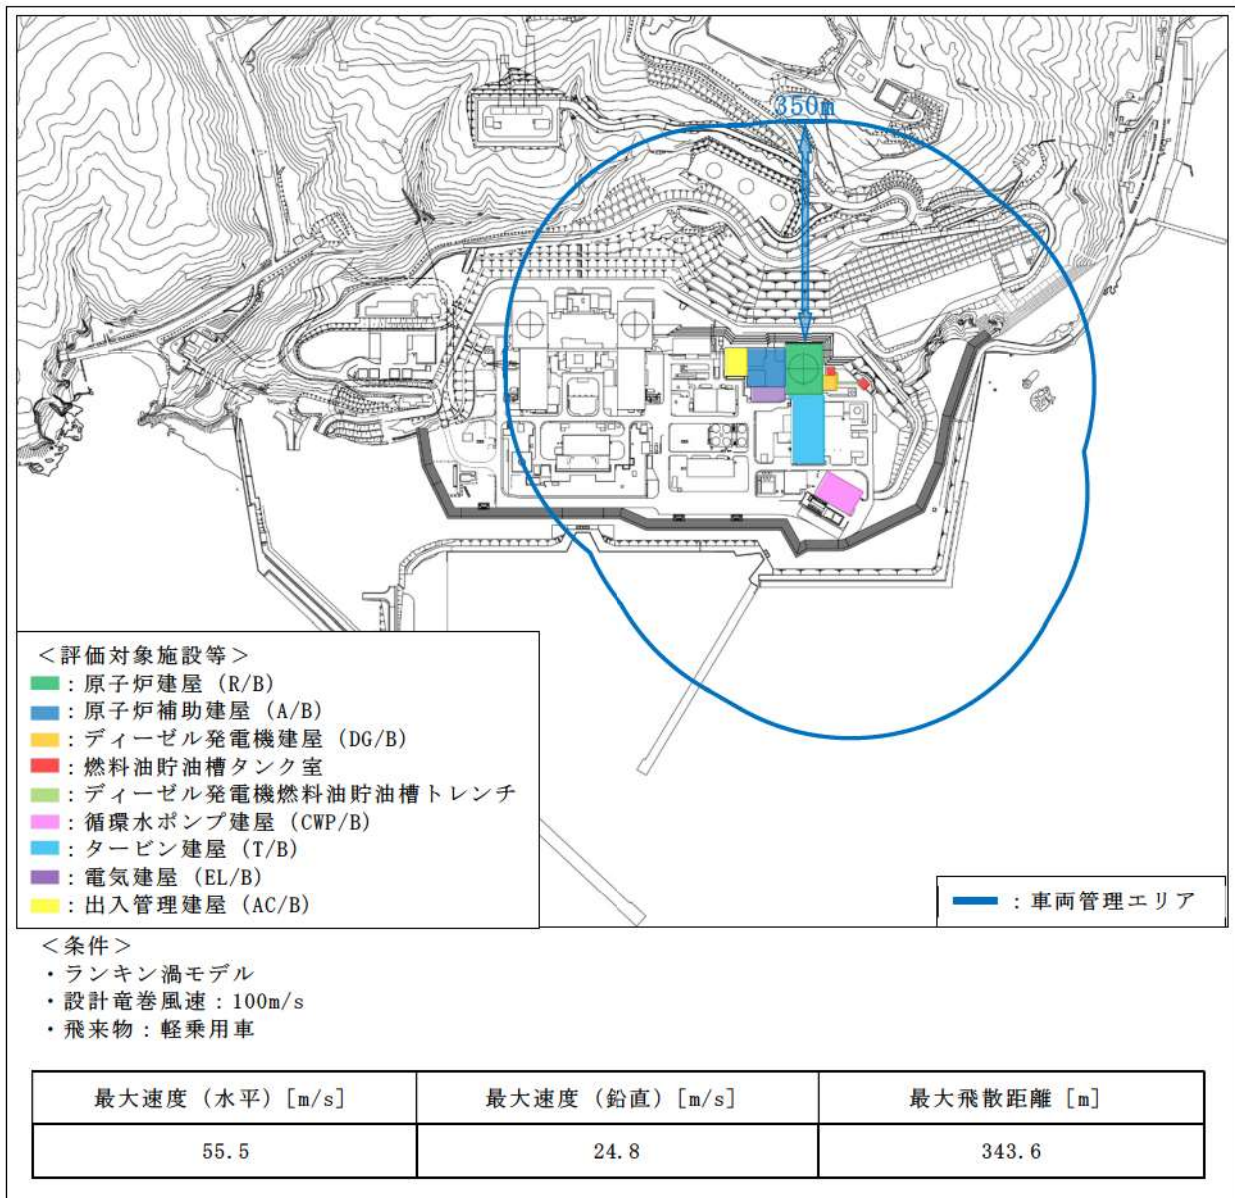 350m
＜評価対象施設等＞
：原子炉建屋（R/B）
：原子炉補助建屋（A/B）
：ディーゼル発電機建屋（DG/B）
：燃料油貯油槽タンク室
：ディーゼル発電機燃料油貯油槽トレンチ
：循環水ポンプ建屋（CWP/B）
：タービン建屋（T/B）
：電気建屋（EL/B）
：出入管理建屋（AC/B）
：車両管理エリア
＜条件＞
・ランキン渦モデル
・設計竜巻風速：100m/s
・飛来物：軽乗用車
最大速度（水平）[m/s] 最大速度（鉛直）[m/s] 最大飛散距離 [m]
55.5 24.8 343.6